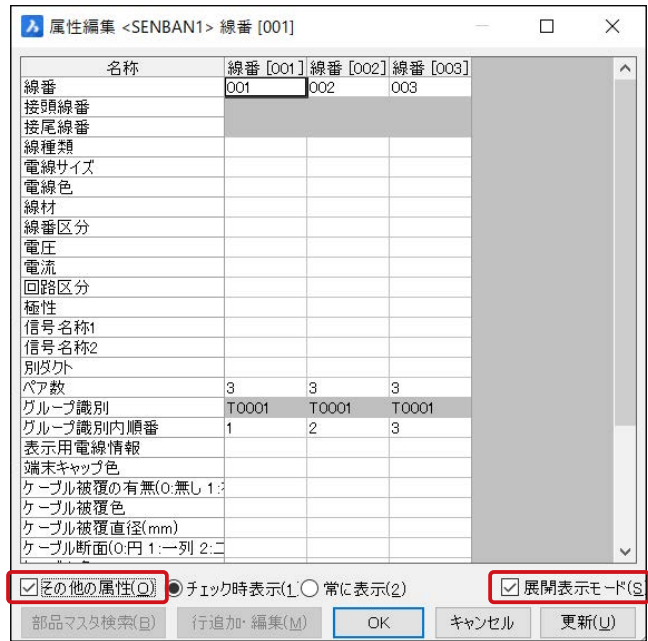 属性編集 <SENBAN1> 線番 [001]
名称 線番 [001] 線番 [002] 線番 [003]
線番 001 002 003
接頭線番
接尾線番
線種類
電線サイズ
電線色
線材
線番区分
電圧
電流
回路区分
極性
信号名称1
信号名称2
別ダクト
ペア数 3 3 3
グループ識別 T0001 T0001 T0001
グループ識別内順番 1 2 3
表示用電線情報
端末キャップ色
ケーブル被覆の有無(0:無し 1:
ケーブル被覆色
ケーブル被覆直径(mm)
ケーブル断面(0:円 1:一列 2:
その他の属性(O) チェック時表示(1 常に表示(2) 展開表示モード(S
部品マスタ検索(B) 行追加・編集(M) OK キャンセル 更新(U)